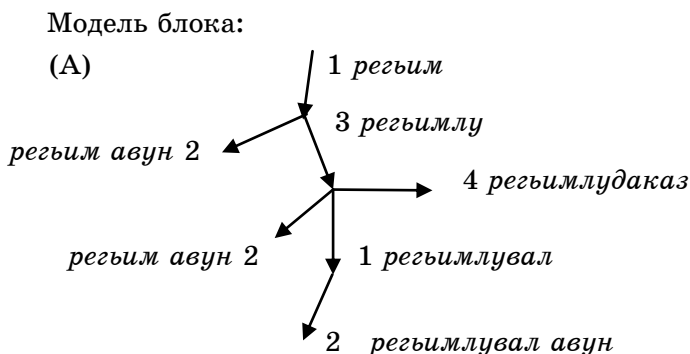 Модель блока:
(А)
1 регьим
3 регьимлу
регьим авун 2
4 регьимлудаказ
регьим авун 2
1 регьимлувал
2 регьимлувал авун